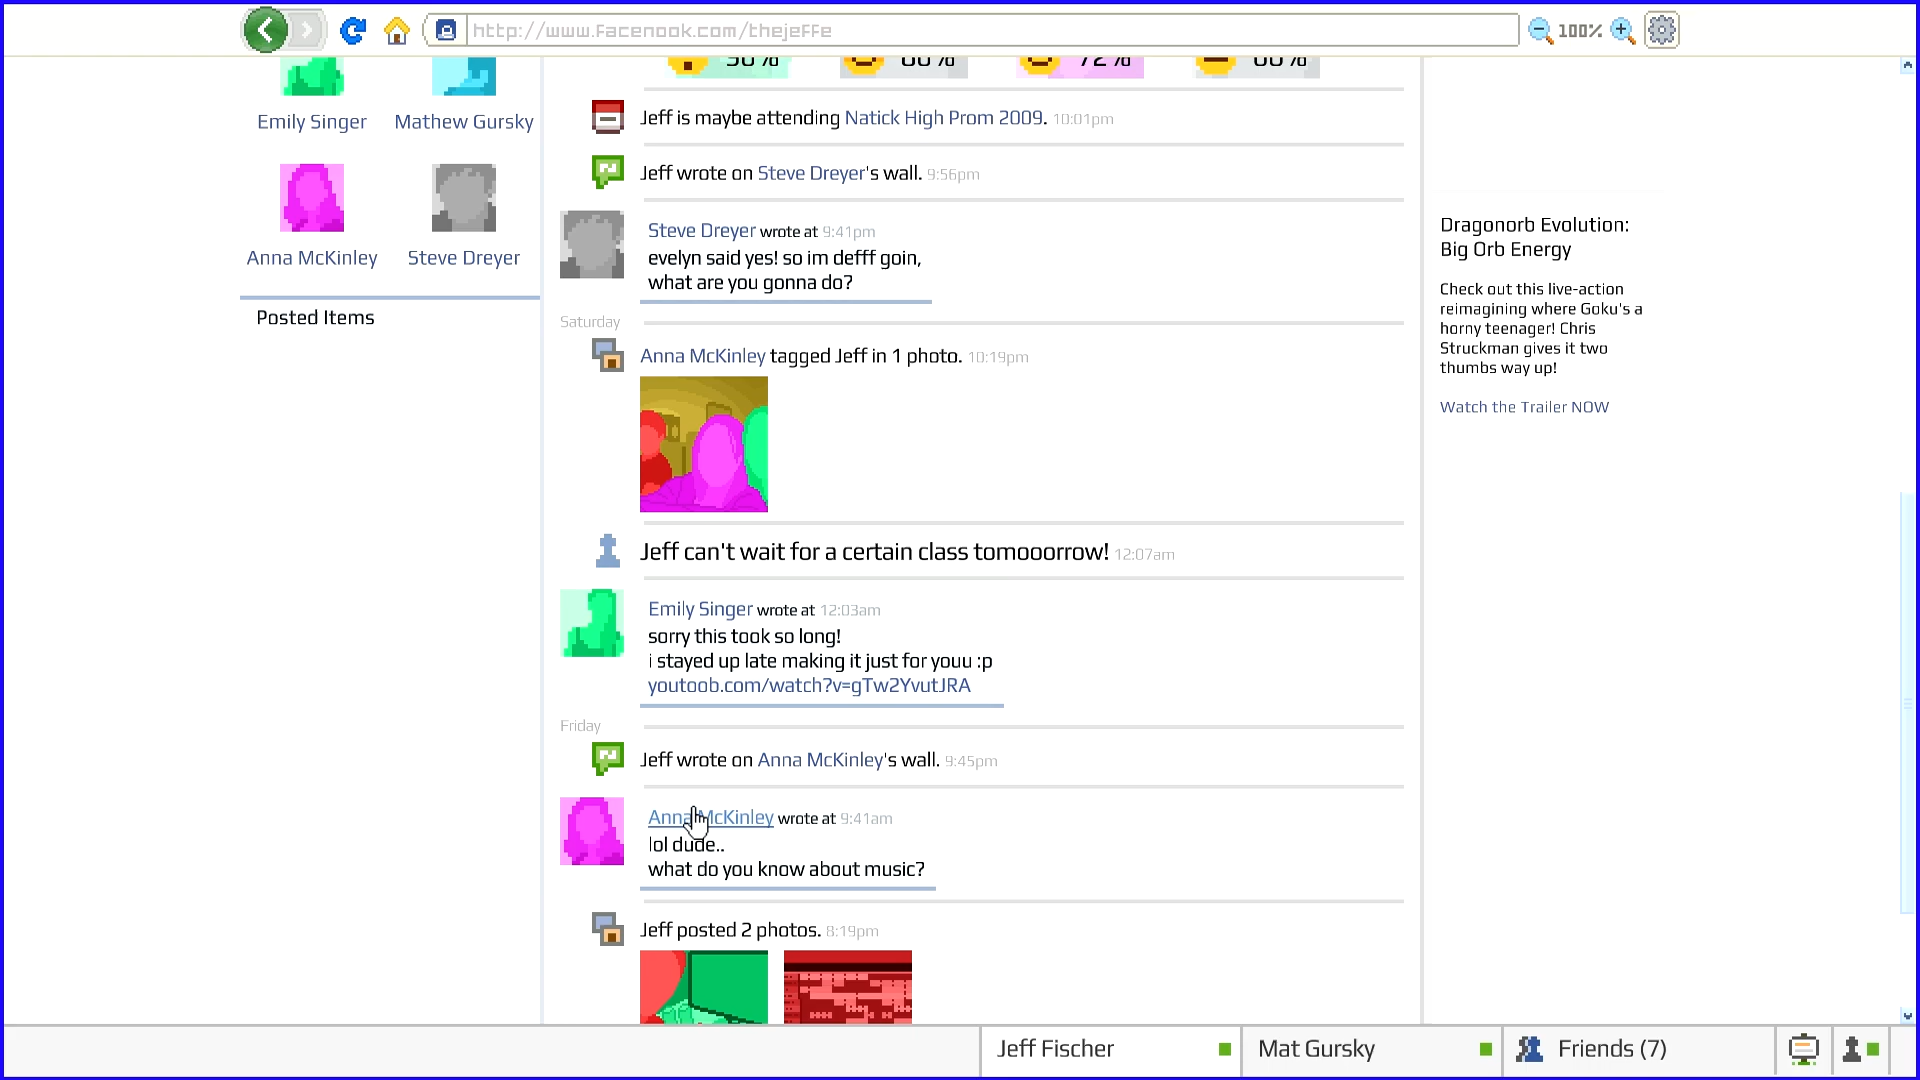 http://www.facenook.com/thejeffe
100%
Emily Singer
Mathew Gursky
Anna McKinley
Steve Dreyer
Posted Items
72%
Jeff is maybe attending Natick High Prom 2009. 10:01pm
Jeff wrote on Steve Dreyer's wall. 9:56pm
Steve Dreyer wrote at 9:41pm
evelyn said yes! so im defff goin,
what are you gonna do?
Saturday
Anna McKinley tagged Jeff in 1 photo. 10:19pm
Jeff can't wait for a certain class tomooorrow! 12:07am
Emily Singer wrote at 12:03am
sorry this took so long!
i stayed up late making it just for youu :p
youtoob.com/watch?v=gTw2YvutJRA
Friday
Jeff wrote on Anna McKinley's wall. 9:45pm
Anna McKinley wrote at 9:41am
lol dude..
what do you know about music?
Jeff posted 2 photos. 8:19pm
Dragonorb Evolution:
Big Orb Energy
Check out this live-action
reimagining where Goku's a
horny teenager! Chris
Struckman gives it two
thumbs way up!
Watch the Trailer NOW
Jeff Fischer
Mat Gursky
Friends (7)